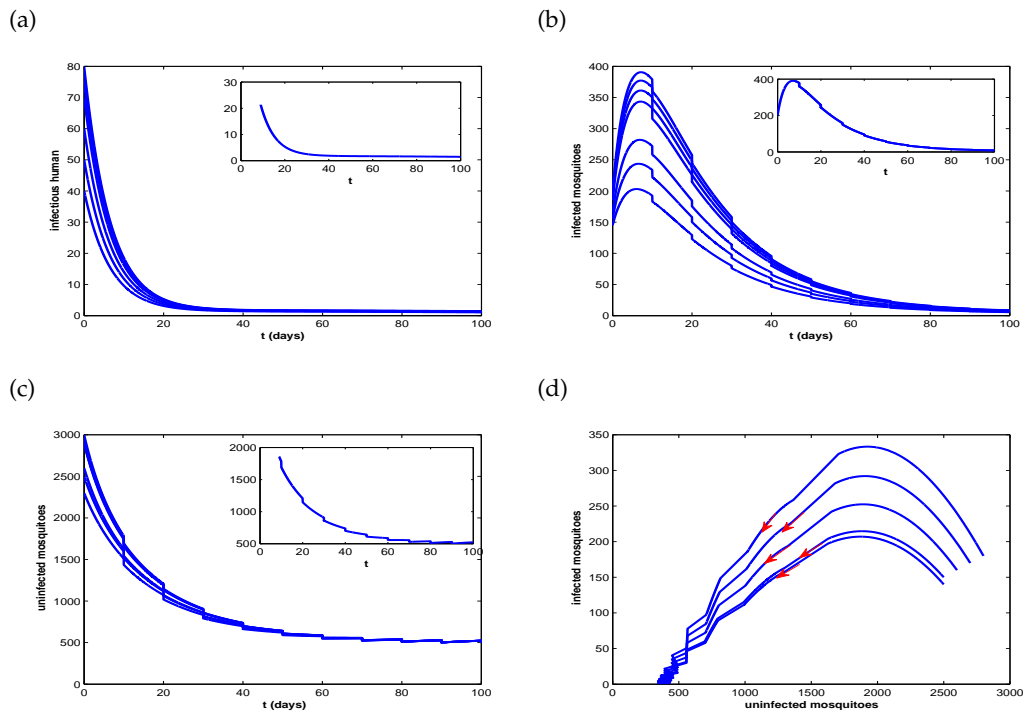 (a)
(b)
80
70
60
50
40
30
20
10
0
0 20 40 60 80 100
infectious human
t (days)
30
20
10
0
0 20 40 60 80 100
t
400
350
300
250
200
150
100
50
0
0 10 20 30 40 50 60 70 80 90 100
infected mosquitoes
t (days)
400
200
0
0 20 40 60 80 100
t
(c)
(d)
3000
2500
2000
1500
1000
500
0
0 20 40 60 80 100
uninfected mosquitoes
t (days)
2000
1500
1000
500
0 20 40 60 80 100
t
350
300
250
200
150
100
50
0
0 500 1000 1500 2000 2500 3000
infected mosquitoes
uninfected mosquitoes